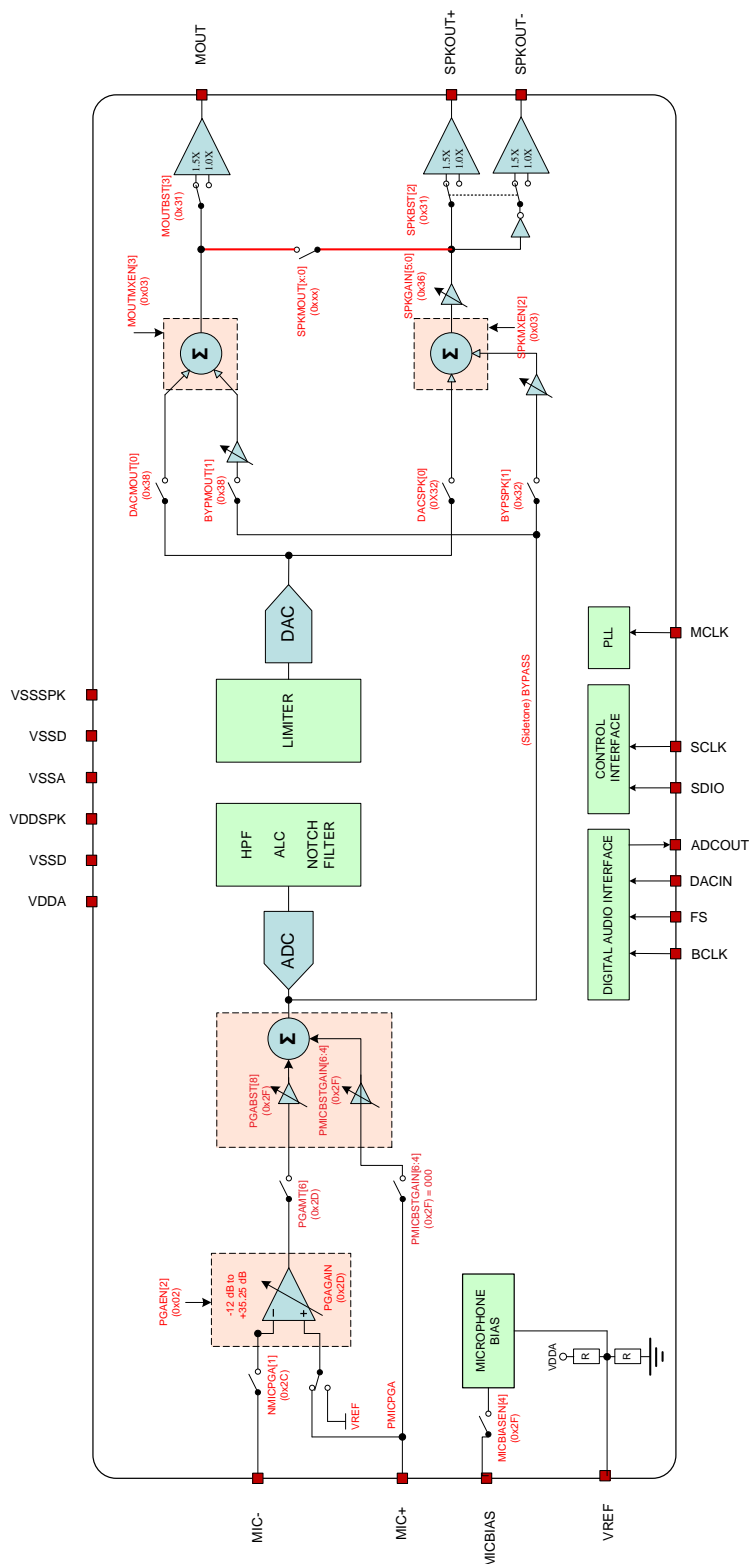 MOUT
SPKOUT+
SPKOUT-
1.5X
1.0X
1.5X
1.0X
1.5X
1.0X
MOUTBST[3]
(0x31)
SPKBST[2]
(0x31)
MOUTMXEN[3]
(0x03)
SPKMOUT[x:0]
(0xxx)
SPKGAIN[5:0]
(0x36)
SPKMXEN[2]
(0x03)
Σ
Σ
DACMOUT[0]
(0x38)
BYPMOUT[1]
(0x38)
DACSPK[0]
(0X32)
BYPSPK[1]
(0x32)
DAC
LIMITER
(Sidetone) BYPASS
VSSSPK
VSSD
VSSA
VDDSPK
VSSD
VDDA
PLL
CONTROL
INTERFACE
DIGITAL AUDIO INTERFACE
MCLK
SCLK
SDIO
ADCOUT
DACIN
FS
BCLK
HPF
ALC
NOTCH
FILTER
ADC
Σ
PGABST[8]
(0x2F)
PMICBSTGAIN[6:4]
(0x2F)
PGAMT[6]
(0x2D)
PMICBSTGAIN[6:4]
(0x2F) = 000
PGAEN[2]
(0x02)
-12 dB to
+35.25 dB
PGAGAIN
(0x2D)
−
+
NMICPGA[1]
(0x2C)
VREF
PMICPGA
MICROPHONE
BIAS
MICBIASEN[4]
(0x2F)
VDDA
R
R
MIC-
MIC+
MICBIAS
VREF